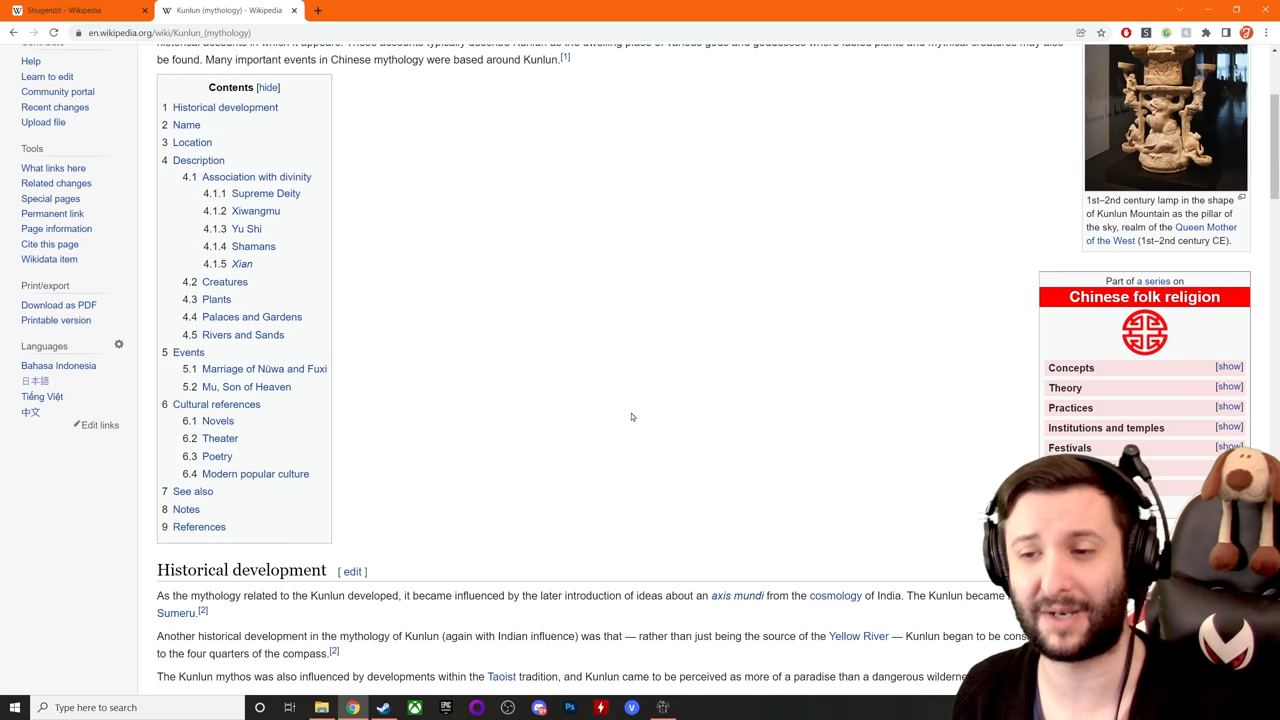 Shugendō - Wikipedia
Kunlun (mythology) - Wikipedia
en.wikipedia.org/wiki/Kunlun_(mythology)
Contribute
Help
Learn to edit
Community portal
Recent changes
Upload file
Tools
What links here
Related changes
Special pages
Permanent link
Page information
Cite this page
Wikidata item
Print/export
Download as PDF
Printable version
Languages
Bahasa Indonesia
日本語
Tiếng Việt
中文
Edit links
be found. Many important events in Chinese mythology were based around Kunlun.[1]
Contents [hide]
1 Historical development
2 Name
3 Location
4 Description
4.1 Association with divinity
4.1.1 Supreme Deity
4.1.2 Xiwangmu
4.1.3 Yu Shi
4.1.4 Shamans
4.1.5 Xian
4.2 Creatures
4.3 Plants
4.4 Palaces and Gardens
4.5 Rivers and Sands
5 Events
5.1 Marriage of Nüwa and Fuxi
5.2 Mu, Son of Heaven
6 Cultural references
6.1 Novels
6.2 Theater
6.3 Poetry
6.4 Modern popular culture
7 See also
8 Notes
9 References
1st–2nd century lamp in the shape
of Kunlun Mountain as the pillar of
the sky, realm of the Queen Mother
of the West (1st–2nd century CE).
Part of a series on
Chinese folk religion
Concepts [show]
Theory [show]
Practices [show]
Institutions and temples [show]
Festivals [show]
Historical development [ edit ]
As the mythology related to the Kunlun developed, it became influenced by the later introduction of ideas about an axis mundi from the cosmology of India. The Kunlun became
Sumeru.[2]
Another historical development in the mythology of Kunlun (again with Indian influence) was that — rather than just being the source of the Yellow River — Kunlun began to be
to the four quarters of the compass.[2]
The Kunlun mythos was also influenced by developments within the Taoist tradition, and Kunlun came to be perceived as more of a paradise than a dangerous
Type here to search